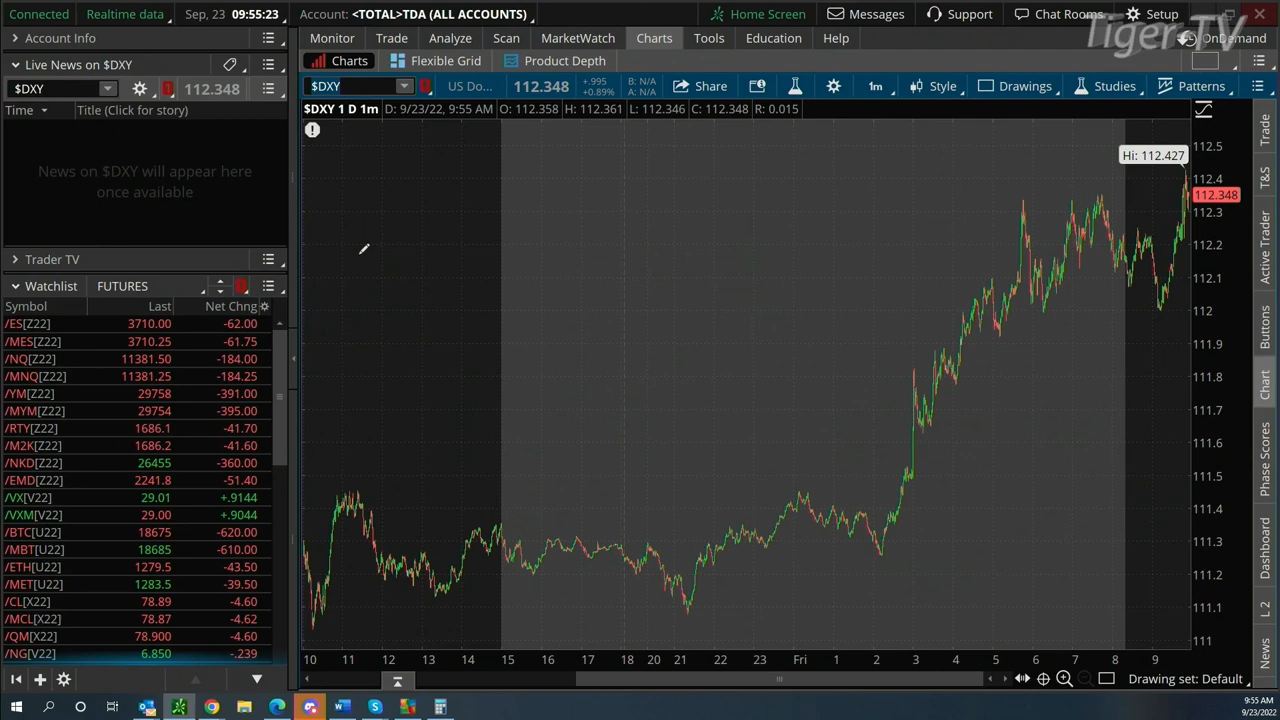 Connected Realtime data Sep, 23 09:55:23 Account: <TOTAL>TDA (ALL ACCOUNTS) Home Screen Messages Support Chat Rooms Setup
Tiger-TV
OnDemand
Account Info
Monitor Trade Analyze Scan MarketWatch Charts Tools Education Help
Live News on $DXY
Charts Flexible Grid Product Depth
$DXY 112.348
$DXY US Do... 112.348 +.995 +0.89% B: N/A A: N/A Share 1m Style Drawings Studies Patterns
Time Title (Click for story)
$DXY 1 D 1m D: 9/23/22, 9:55 AM O: 112.358 H: 112.361 L: 112.346 C: 112.348 R: 0.015
News on $DXY will appear here
once available
Trader TV
Watchlist FUTURES
Symbol Last Net Chng
/ES[Z22] 3710.00 -62.00
/MES[Z22] 3710.25 -61.75
/NQ[Z22] 11381.50 -184.00
/MNQ[Z22] 11381.25 -184.25
/YM[Z22] 29758 -391.00
/MYM[Z22] 29754 -395.00
/RTY[Z22] 1686.1 -41.70
/M2K[Z22] 1686.2 -41.60
/NKD[Z22] 26455 -360.00
/EMD[Z22] 2241.8 -51.40
/VX[V22] 29.01 +.9144
/VXM[V22] 29.00 +.9044
/BTC[U22] 18675 -620.00
/MBT[U22] 18685 -610.00
/ETH[U22] 1279.5 -43.50
/MET[U22] 1283.5 -39.50
/CL[X22] 78.89 -4.60
/MCL[X22] 78.87 -4.62
/QM[X22] 78.900 -4.60
/NG[V22] 6.850 -.239
Hi: 112.427
112.5
112.4
112.348
112.3
112.2
112.1
112
111.9
111.8
111.7
111.6
111.5
111.4
111.3
111.2
111.1
111
10 11 12 13 14 15 16 17 18 20 21 22 23 Fri 1 2 3 4 5 6 7 8 9
Drawing set: Default
Trade
T&S
Active Trader
Buttons
Chart
Phase Scores
Dashboard
L 2
News
9:55 AM
9/23/2022